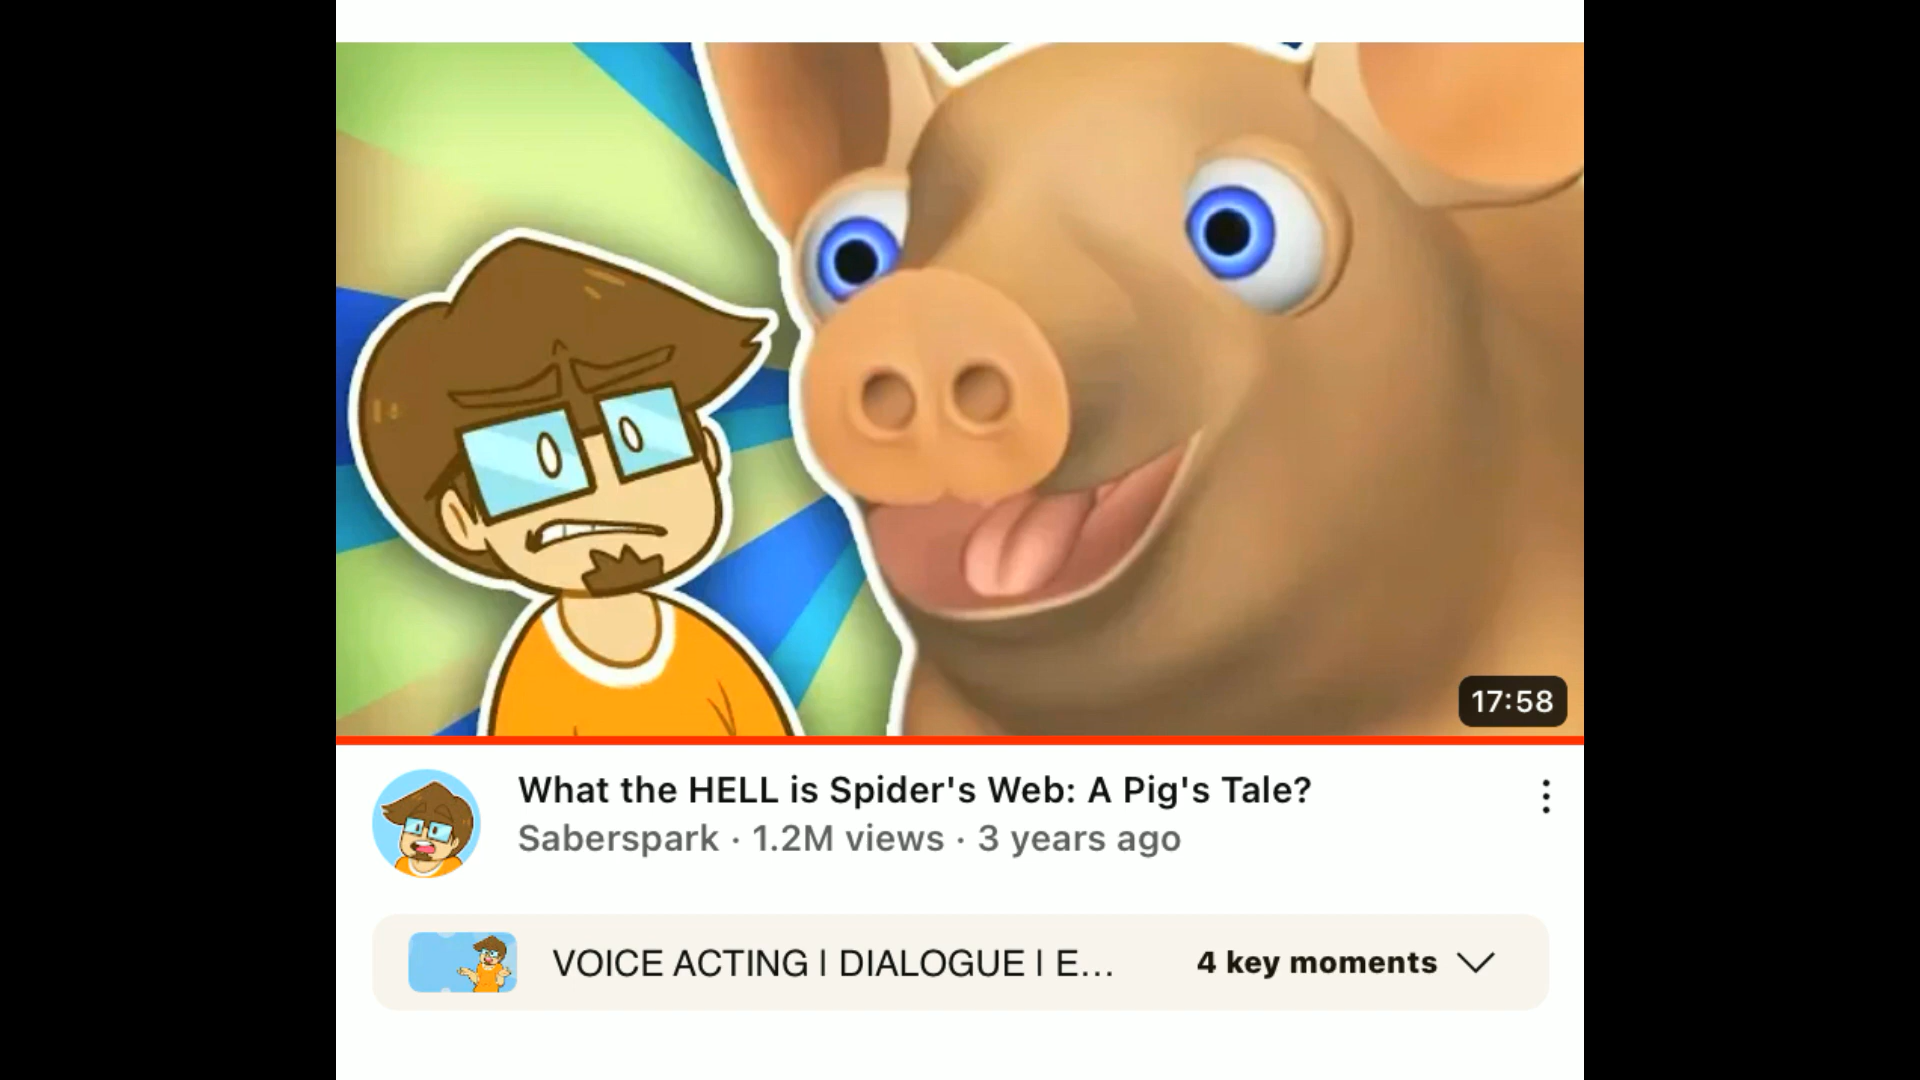 17:58
What the HELL is Spider's Web: A Pig's Tale?
Saberspark · 1.2M views · 3 years ago
VOICE ACTING | DIALOGUE | E... 4 key moments